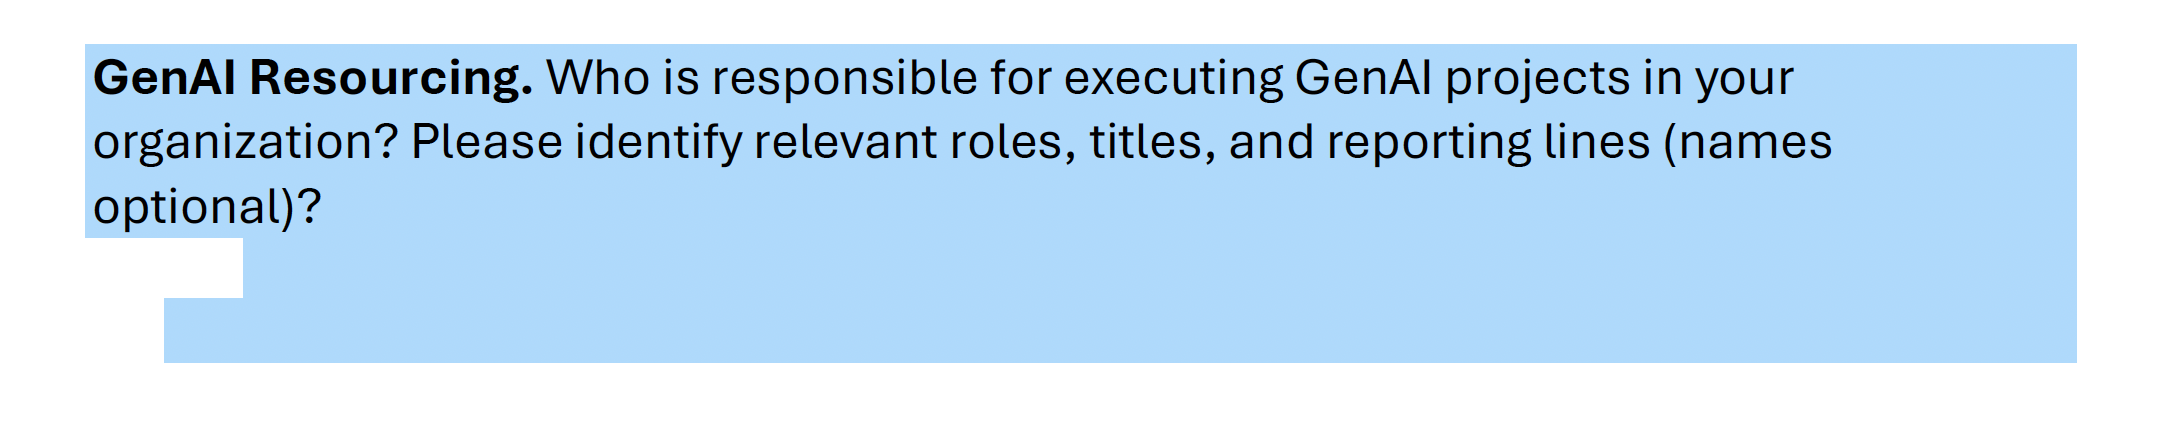 GenAI Resourcing. Who is responsible for executing GenAI projects in your
organization? Please identify relevant roles, titles, and reporting lines (names
optional)?